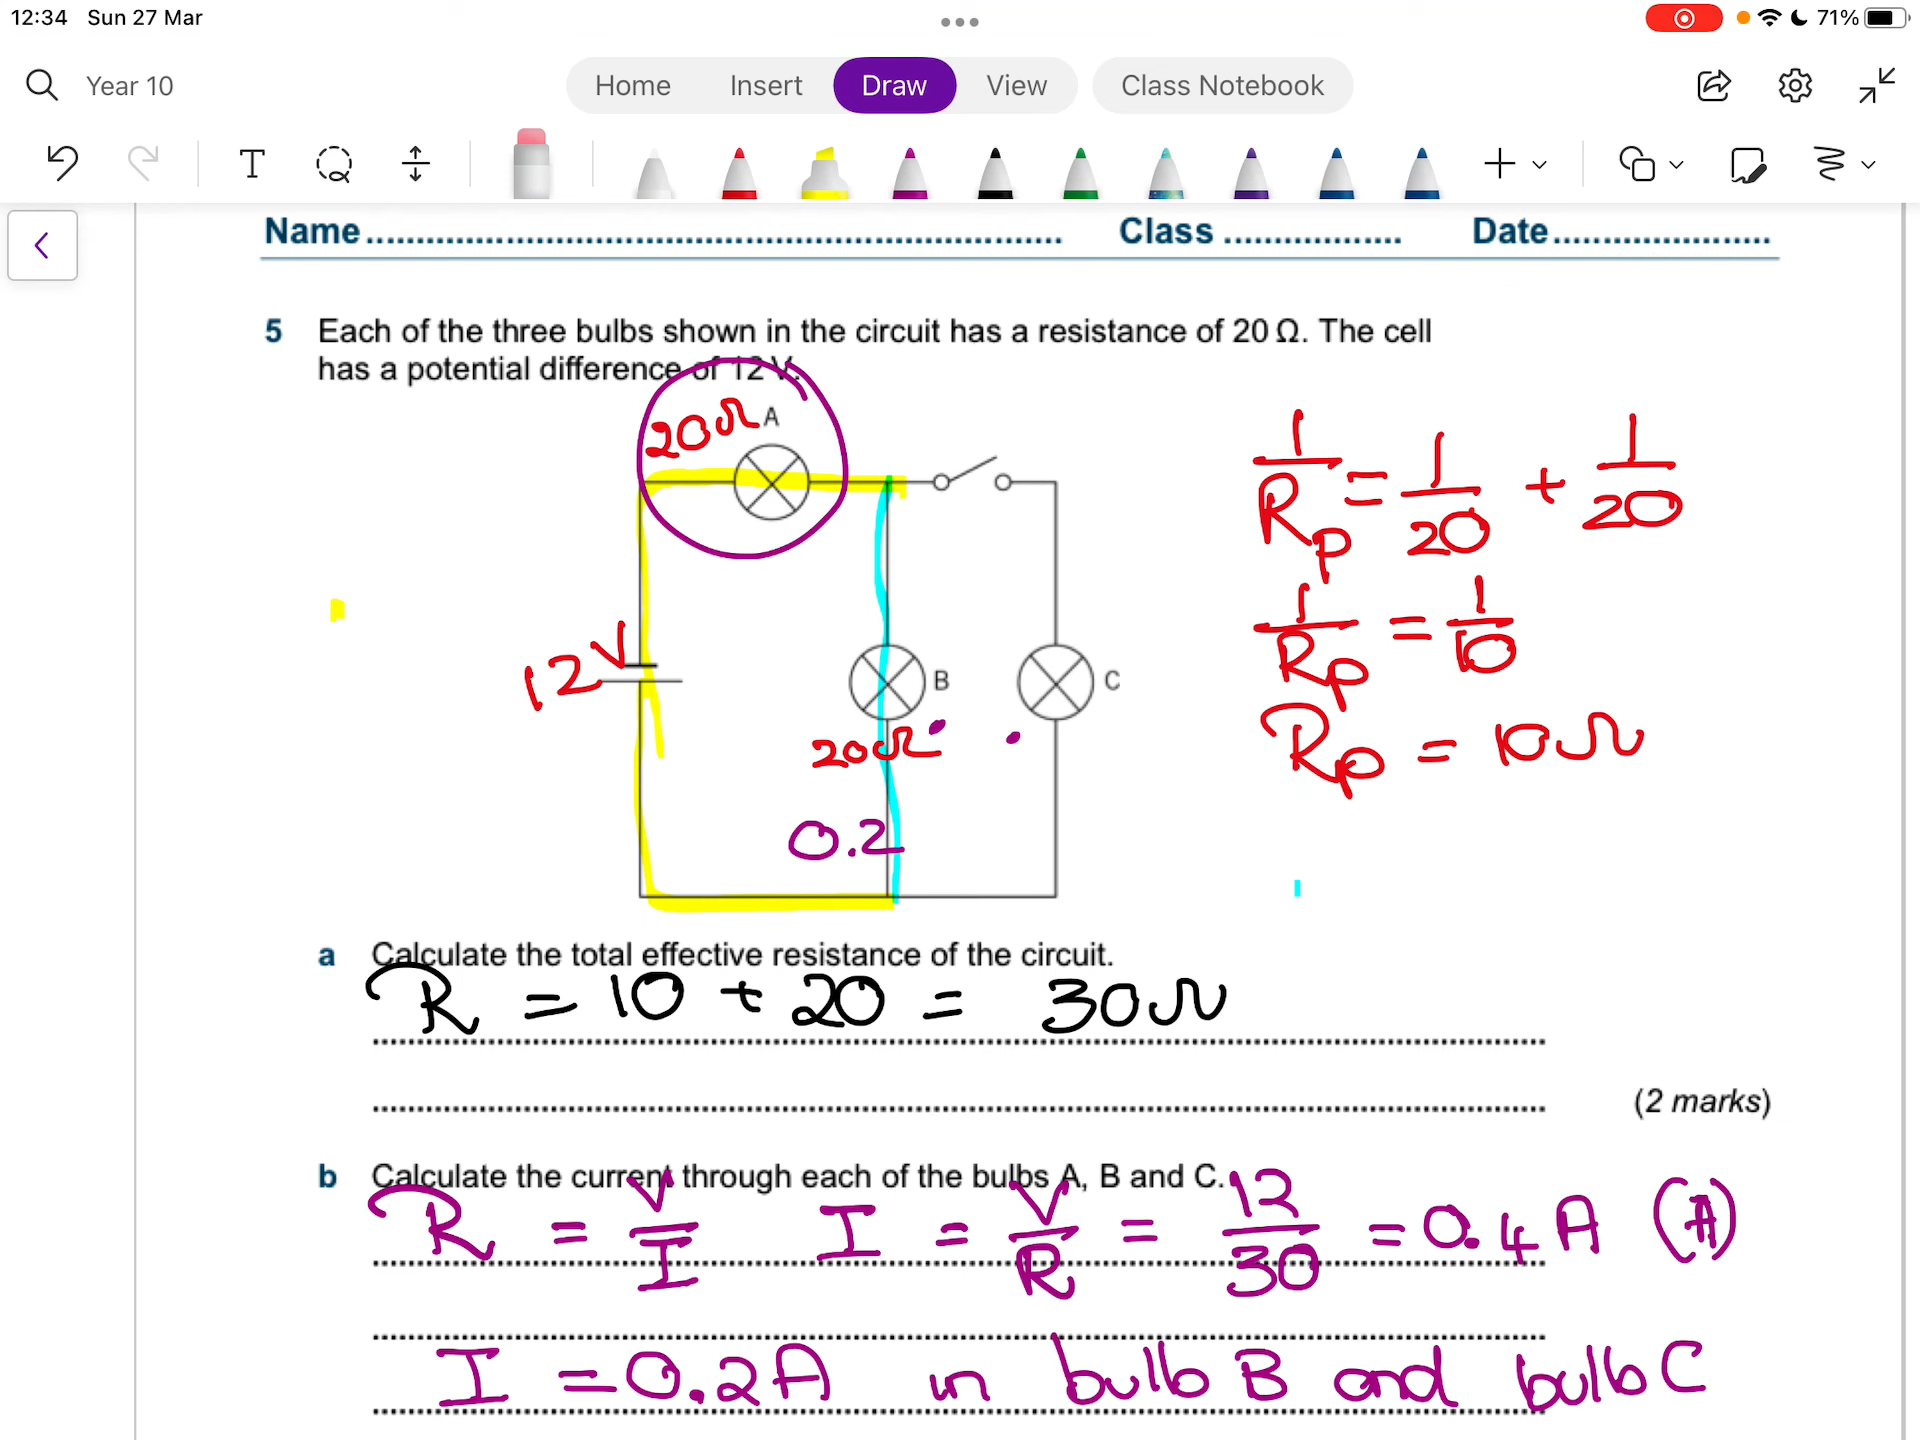 12:34 Sun 27 Mar
71%
Year 10
Home Insert Draw View Class Notebook
T
Name.................... Class .................... Date....................
5 Each of the three bulbs shown in the circuit has a resistance of 20 Ω. The cell
has a potential difference of 12 V.
20Ω A
1/Rp = 1/20 + 1/20
1/Rp = 1/10
12V
B
C
20Ω
Rp = 10Ω
0.2
a Calculate the total effective resistance of the circuit.
R = 10 + 20 = 30Ω
(2 marks)
b Calculate the current through each of the bulbs A, B and C.
R = V/I I = V/R = 12/30 = 0.4A (A)
I = 0.2A in bulb B and bulb C